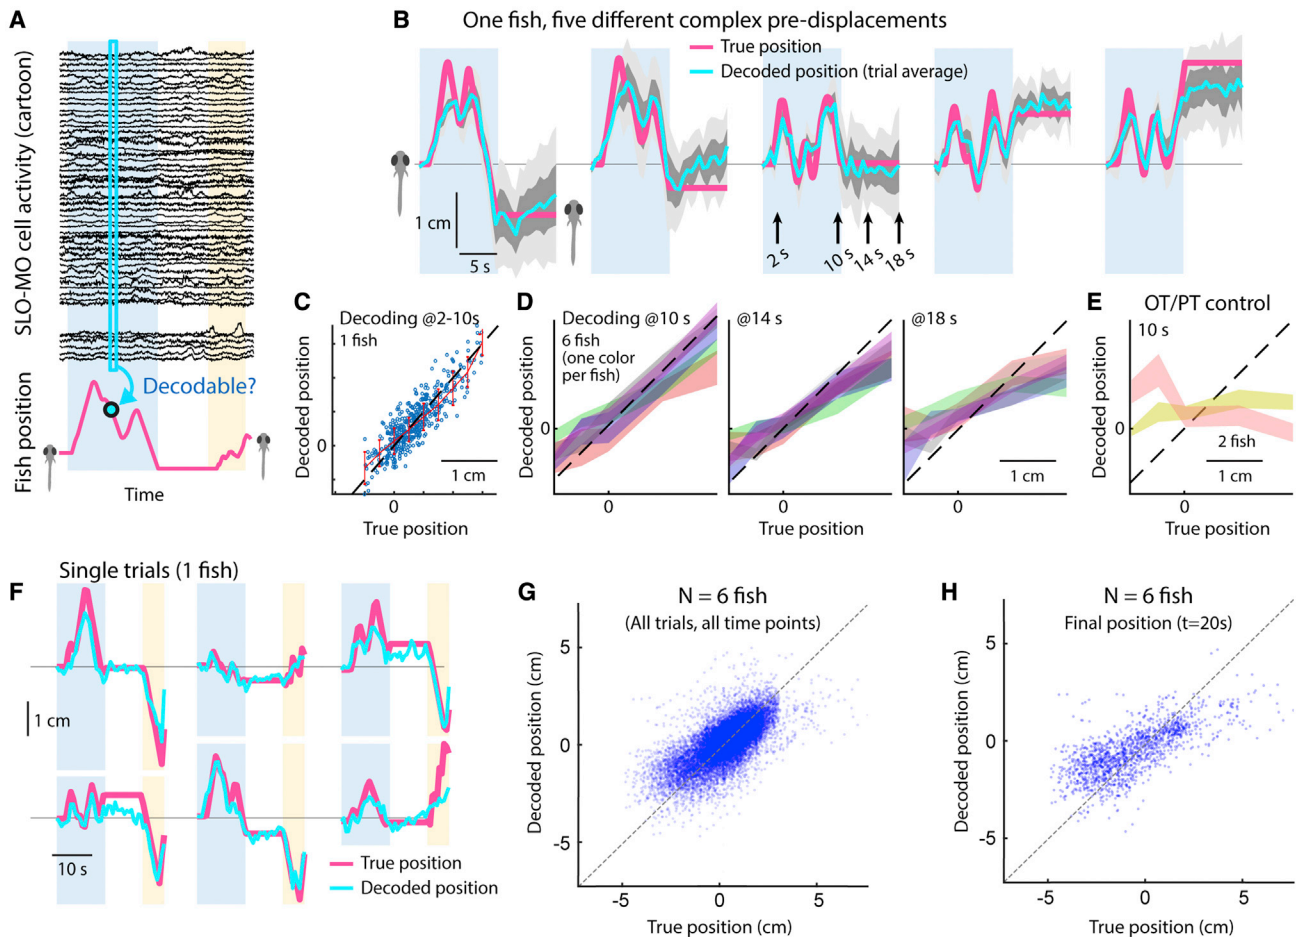 A
SLO-MO cell activity (cartoon)
Decodable?
Fish position
Time
B
One fish, five different complex pre-displacements
True position
Decoded position (trial average)
1 cm
5 s
2 s
10 s
14 s
18 s
C
Decoding @2-10s
1 fish
Decoded position
0
1 cm
0
True position
D
Decoding @10 s
6 fish
(one color
per fish)
@14 s
@18 s
Decoded position
0
1 cm
0
0
0
True position
True position
True position
E
OT/PT control
10 s
Decoded position
0
2 fish
1 cm
0
True position
F
Single trials (1 fish)
1 cm
10 s
True position
Decoded position
G
N = 6 fish
(All trials, all time points)
Decoded position (cm)
5
0
-5
-5
0
5
True position (cm)
H
N = 6 fish
Final position (t=20s)
Decoded position (cm)
5
0
-5
-5
0
5
True position (cm)